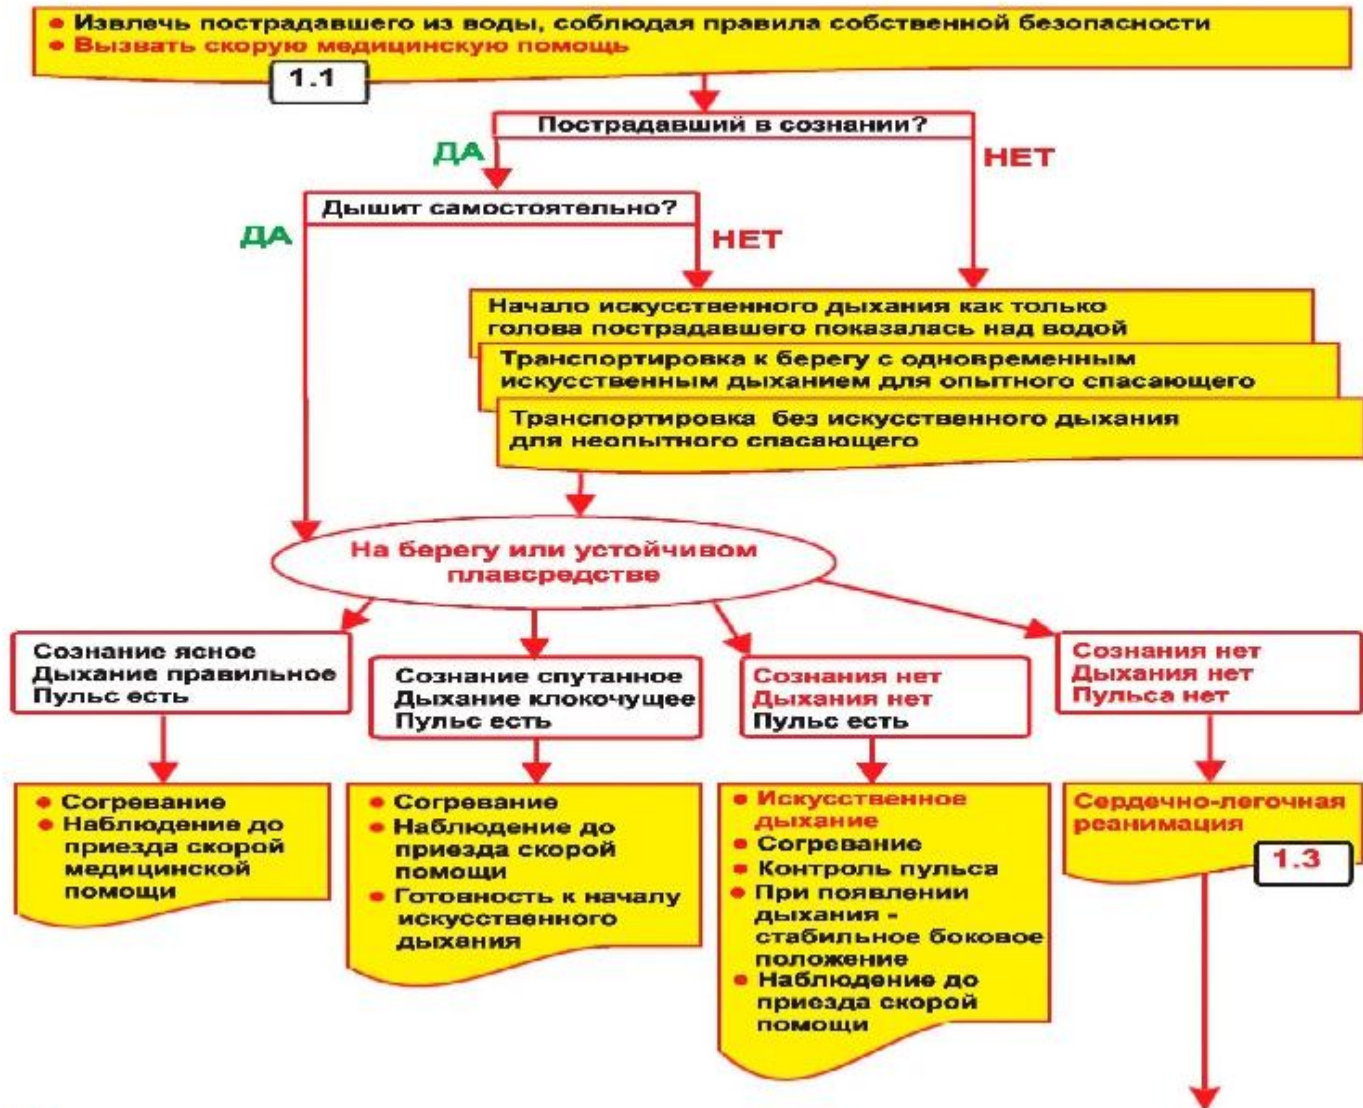 • Извлечь пострадавшего из воды, соблюдая правила собственной безопасности
• Вызвать скорую медицинскую помощь
1.1
Пострадавший в сознании?
ДА
НЕТ
Дышит самостоятельно?
ДА
НЕТ
Начало искусственного дыхания как только
голова пострадавшего показалась над водой
Транспортировка к берегу с одновременным
искусственным дыханием для опытного спасающего
Транспортировка без искусственного дыхания
для неопытного спасающего
На берегу или устойчивом
плавсредстве
Сознание ясное
Дыхание правильное
Пульс есть
Сознание спутанное
Дыхание клокочущее
Пульс есть
Сознания нет
Дыхания нет
Пульс есть
Сознания нет
Дыхания нет
Пульса нет
• Согревание
• Наблюдение до
приезда скорой
медицинской
помощи
• Согревание
• Наблюдение до
приезда скорой
помощи
• Готовность к началу
искусственного
дыхания
• Искусственное
дыхание
• Согревание
• Контроль пульса
• При появлении
дыхания -
стабильное боковое
положение
• Наблюдение до
приезда скорой
помощи
Сердечно-легочная
реанимация
1.3